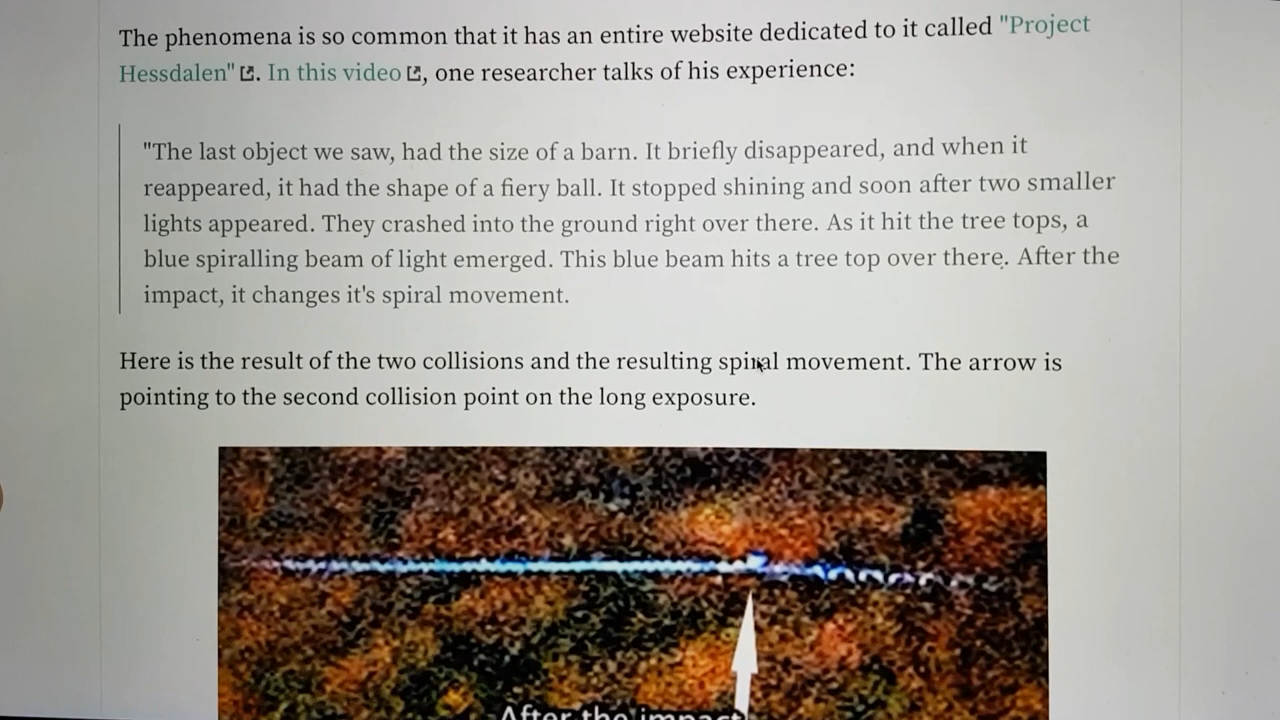 The phenomena is so common that it has an entire website dedicated to it called "Project
Hessdalen". In this video, one researcher talks of his experience:
"The last object we saw, had the size of a barn. It briefly disappeared, and when it
reappeared, it had the shape of a fiery ball. It stopped shining and soon after two smaller
lights appeared. They crashed into the ground right over there. As it hit the tree tops, a
blue spiralling beam of light emerged. This blue beam hits a tree top over there. After the
impact, it changes it's spiral movement.
Here is the result of the two collisions and the resulting spiral movement. The arrow is
pointing to the second collision point on the long exposure.
After the impact